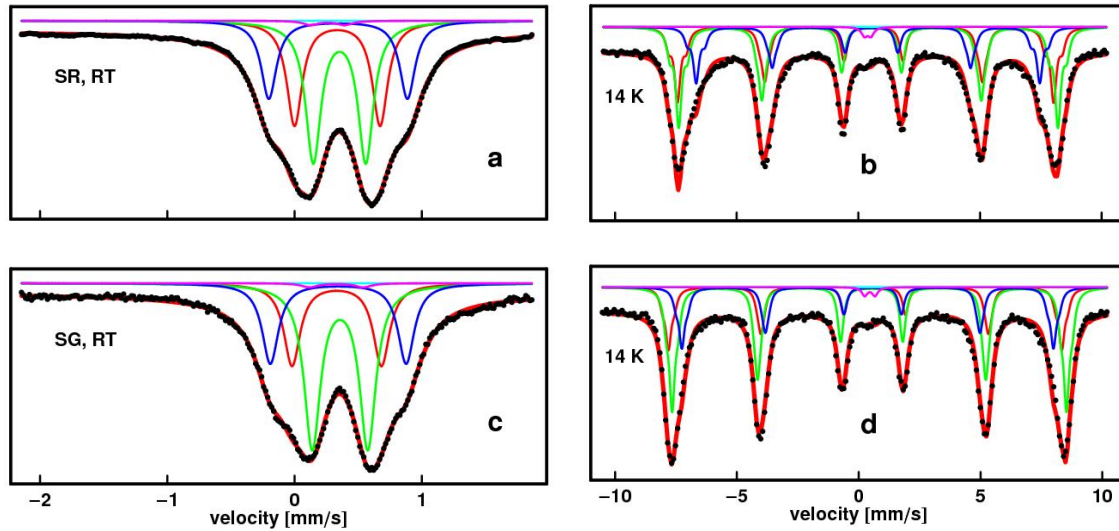 SR, RT
a
14 K
b
SG, RT
c
14 K
d
−2 −1 0 1
velocity [mm/s]
−10 −5 0 5 10
velocity [mm/s]